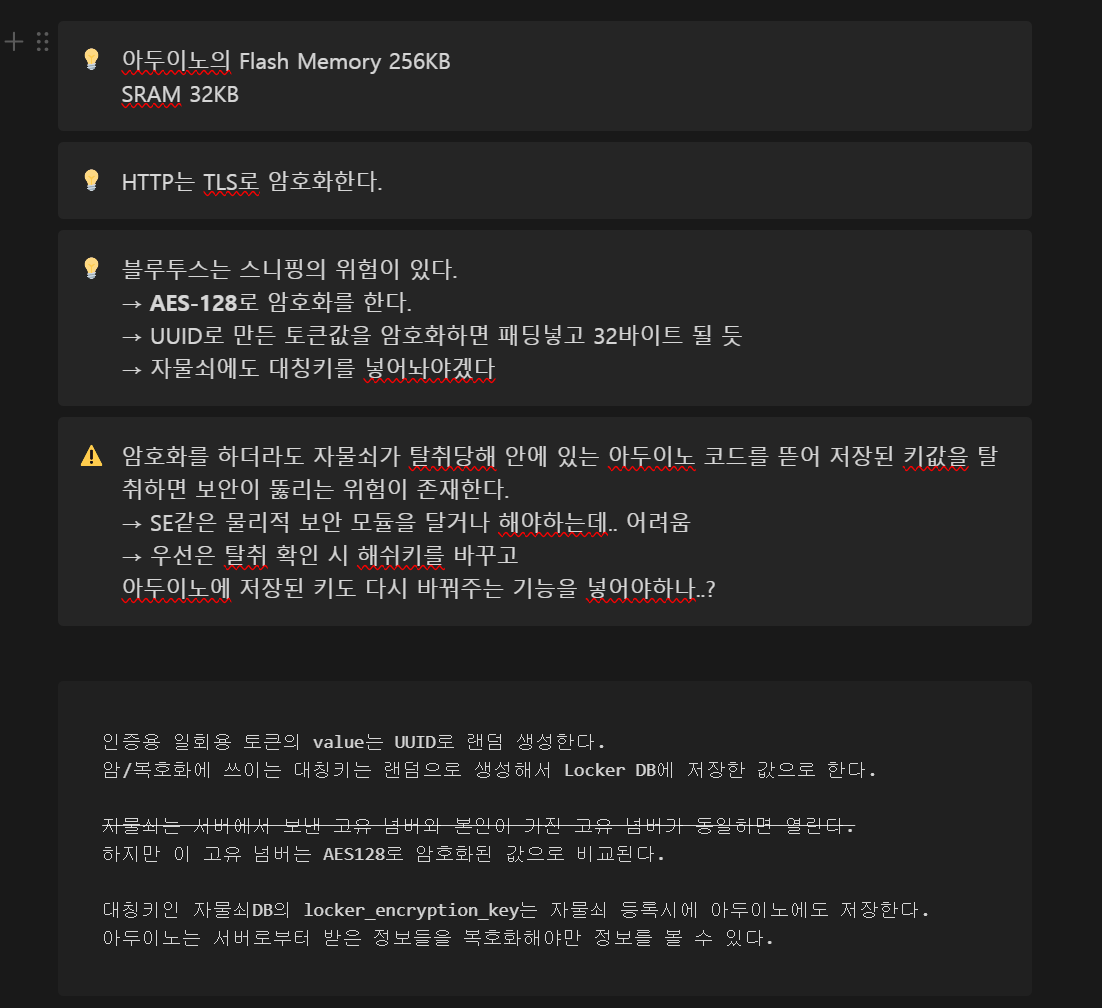 아두이노의 Flash Memory 256KB
SRAM 32KB
HTTP는 TLS로 암호화한다.
블루투스는 스니핑의 위험이 있다.
→ AES-128로 암호화를 한다.
→ UUID로 만든 토큰값을 암호화하면 패딩넣고 32바이트 될 듯
→ 자물쇠에도 대칭키를 넣어놔야겠다
암호화를 하더라도 자물쇠가 탈취당해 안에 있는 아두이노 코드를 뜯어 저장된 키값을 탈
취하면 보안이 뚫리는 위험이 존재한다.
→ SE같은 물리적 보안 모듈을 달거나 해야하는데.. 어려움
→ 우선은 탈취 확인 시 해쉬키를 바꾸고
아두이노에 저장된 키도 다시 바꿔주는 기능을 넣어야하나..?
인증용 일회용 토큰의 value는 UUID로 랜덤 생성한다.
암/복호화에 쓰이는 대칭키는 랜덤으로 생성해서 Locker DB에 저장한 값으로 한다.
자물쇠는 서버에서 보낸 고유 넘버와 본인이 가진 고유 넘버가 동일하면 열린다.
하지만 이 고유 넘버는 AES128로 암호화된 값으로 비교된다.
대칭키인 자물쇠DB의 locker_encryption_key는 자물쇠 등록시에 아두이노에도 저장한다.
아두이노는 서버로부터 받은 정보들을 복호화해야만 정보를 볼 수 있다.